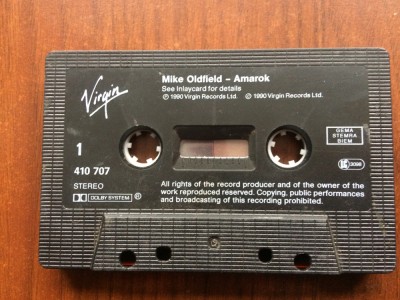 Mike Oldfield – Amarok
See Inlaycard for details
℗ 1990 Virgin Records Ltd. © 1990 Virgin Records Ltd.
Virgin
GEMA
STEMRA
BIEM
1
410 707
3098
STEREO
DOLBY SYSTEM ®
All rights of the record producer and of the owner of the
work reproduced reserved. Copying, public performances
and broadcasting of this recording prohibited.